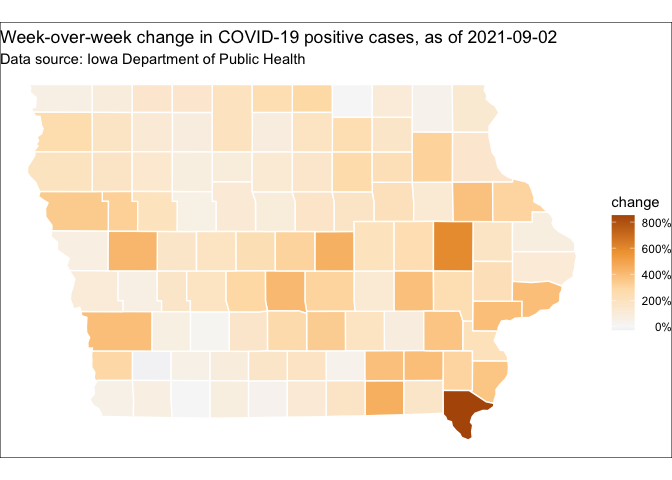 Week-over-week change in COVID-19 positive cases, as of 2021-09-02
Data source: Iowa Department of Public Health
change
800%
600%
400%
200%
0%